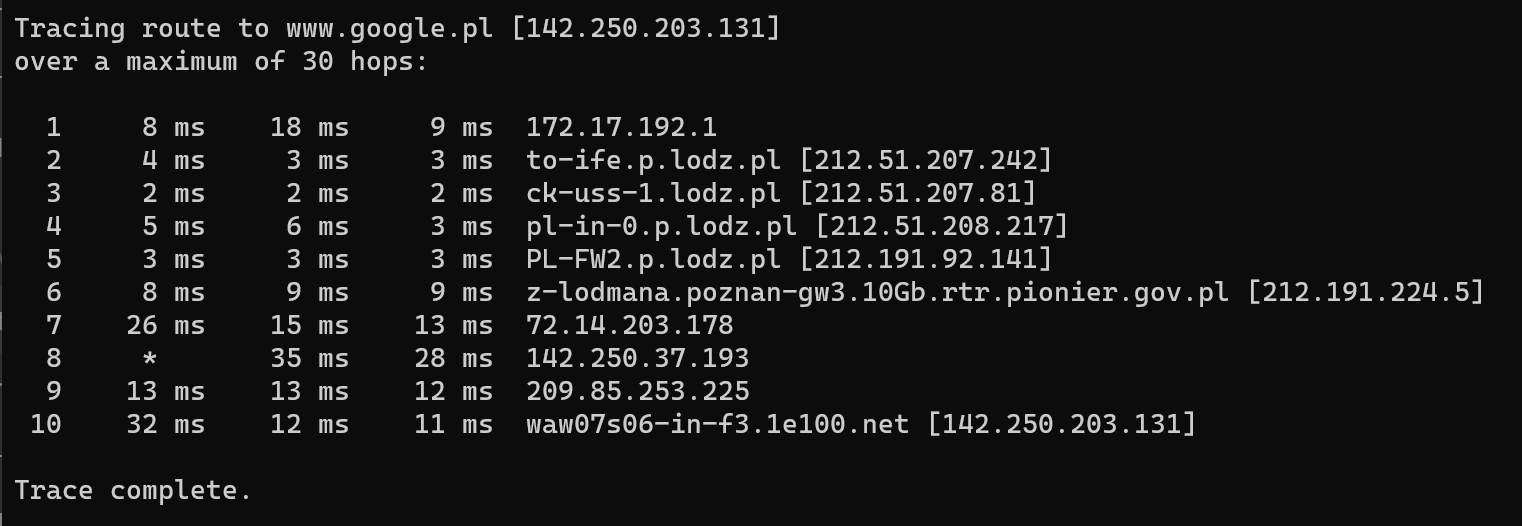 Tracing route to www.google.pl [142.250.203.131]
over a maximum of 30 hops:
1 8 ms 18 ms 9 ms 172.17.192.1
2 4 ms 3 ms 3 ms to-ife.p.lodz.pl [212.51.207.242]
3 2 ms 2 ms 2 ms ck-uss-1.lodz.pl [212.51.207.81]
4 5 ms 6 ms 3 ms pl-in-0.p.lodz.pl [212.51.208.217]
5 3 ms 3 ms 3 ms PL-FW2.p.lodz.pl [212.191.92.141]
6 8 ms 9 ms 9 ms z-lodmana.poznan-gw3.10Gb.rtr.pionier.gov.pl [212.191.224.5]
7 26 ms 15 ms 13 ms 72.14.203.178
8 * 35 ms 28 ms 142.250.37.193
9 13 ms 13 ms 12 ms 209.85.253.225
10 32 ms 12 ms 11 ms waw07s06-in-f3.1e100.net [142.250.203.131]
Trace complete.